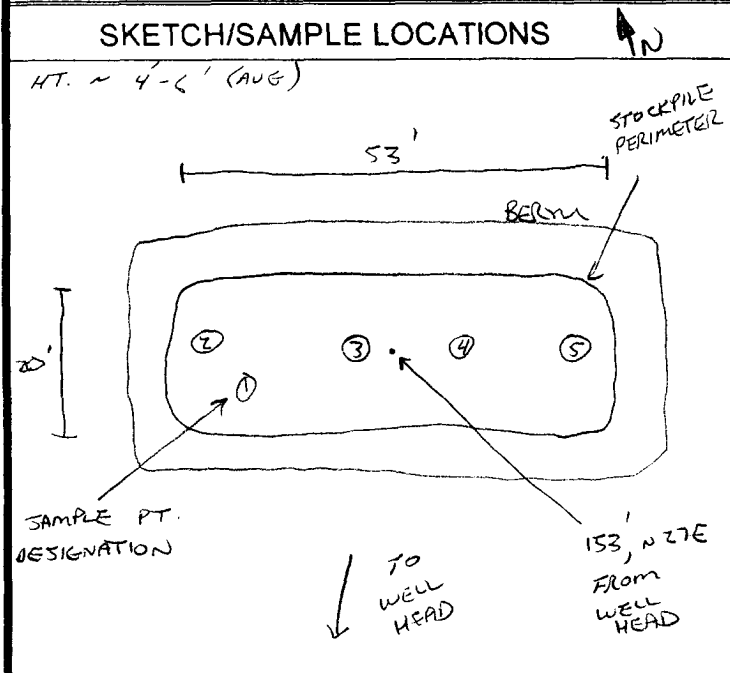 SKETCH/SAMPLE LOCATIONS
N
HT. ~ 4'-6' (AVG)
STOCKPILE
PERIMETER
53'
BERM
20'
2
3
4
5
1
SAMPLE PT.
DESIGNATION
TO
WELL
HEAD
153', N27E
FROM
WELL
HEAD